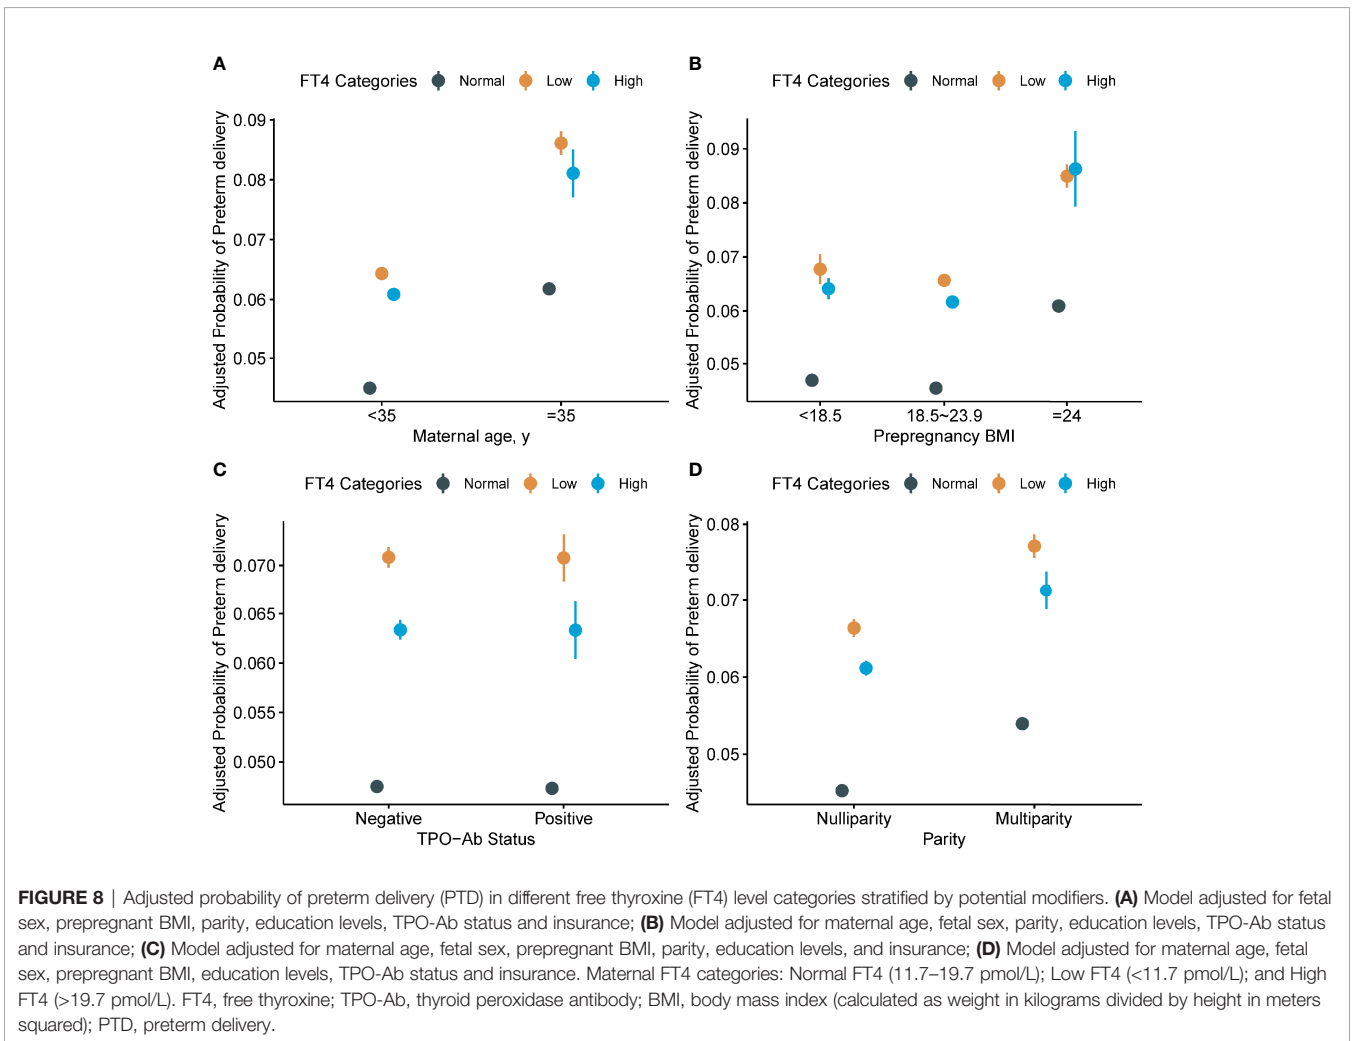 A
FT4 Categories Normal Low High
Adjusted Frobability of Preterm delivery
0.09
0.08
0.07
0.06
0.05
<35 =35
Maternal age, y
B
FT4 Categories Normal Low High
Adjusted Probability of Preterm delivery
0.09
0.08
0.07
0.06
0.05
<18.5 18.5~23.9 =24
Prepregnancy BMI
C
FT4 Categories Normal Low High
Adjusted Probability of Preterm delivery
0.070
0.065
0.060
0.055
0.050
Negative Positive
TPO−Ab Status
D
FT4 Categories Normal Low High
Adjusted Probability of Preterm delivery
0.08
0.07
0.06
0.05
Nulliparity Multiparity
Parity
FIGURE 8 | Adjusted probability of preterm delivery (PTD) in different free thyroxine (FT4) level categories stratified by potential modifiers. (A) Model adjusted for fetal
sex, prepregnant BMI, parity, education levels, TPO-Ab status and insurance; (B) Model adjusted for maternal age, fetal sex, parity, education levels, TPO-Ab status
and insurance; (C) Model adjusted for maternal age, fetal sex, prepregnant BMI, parity, education levels, and insurance; (D) Model adjusted for maternal age, fetal
sex, prepregnant BMI, education levels, TPO-Ab status and insurance. Maternal FT4 categories: Normal FT4 (11.7–19.7 pmol/L); Low FT4 (<11.7 pmol/L); and High
FT4 (>19.7 pmol/L). FT4, free thyroxine; TPO-Ab, thyroid peroxidase antibody; BMI, body mass index (calculated as weight in kilograms divided by height in meters
squared); PTD, preterm delivery.